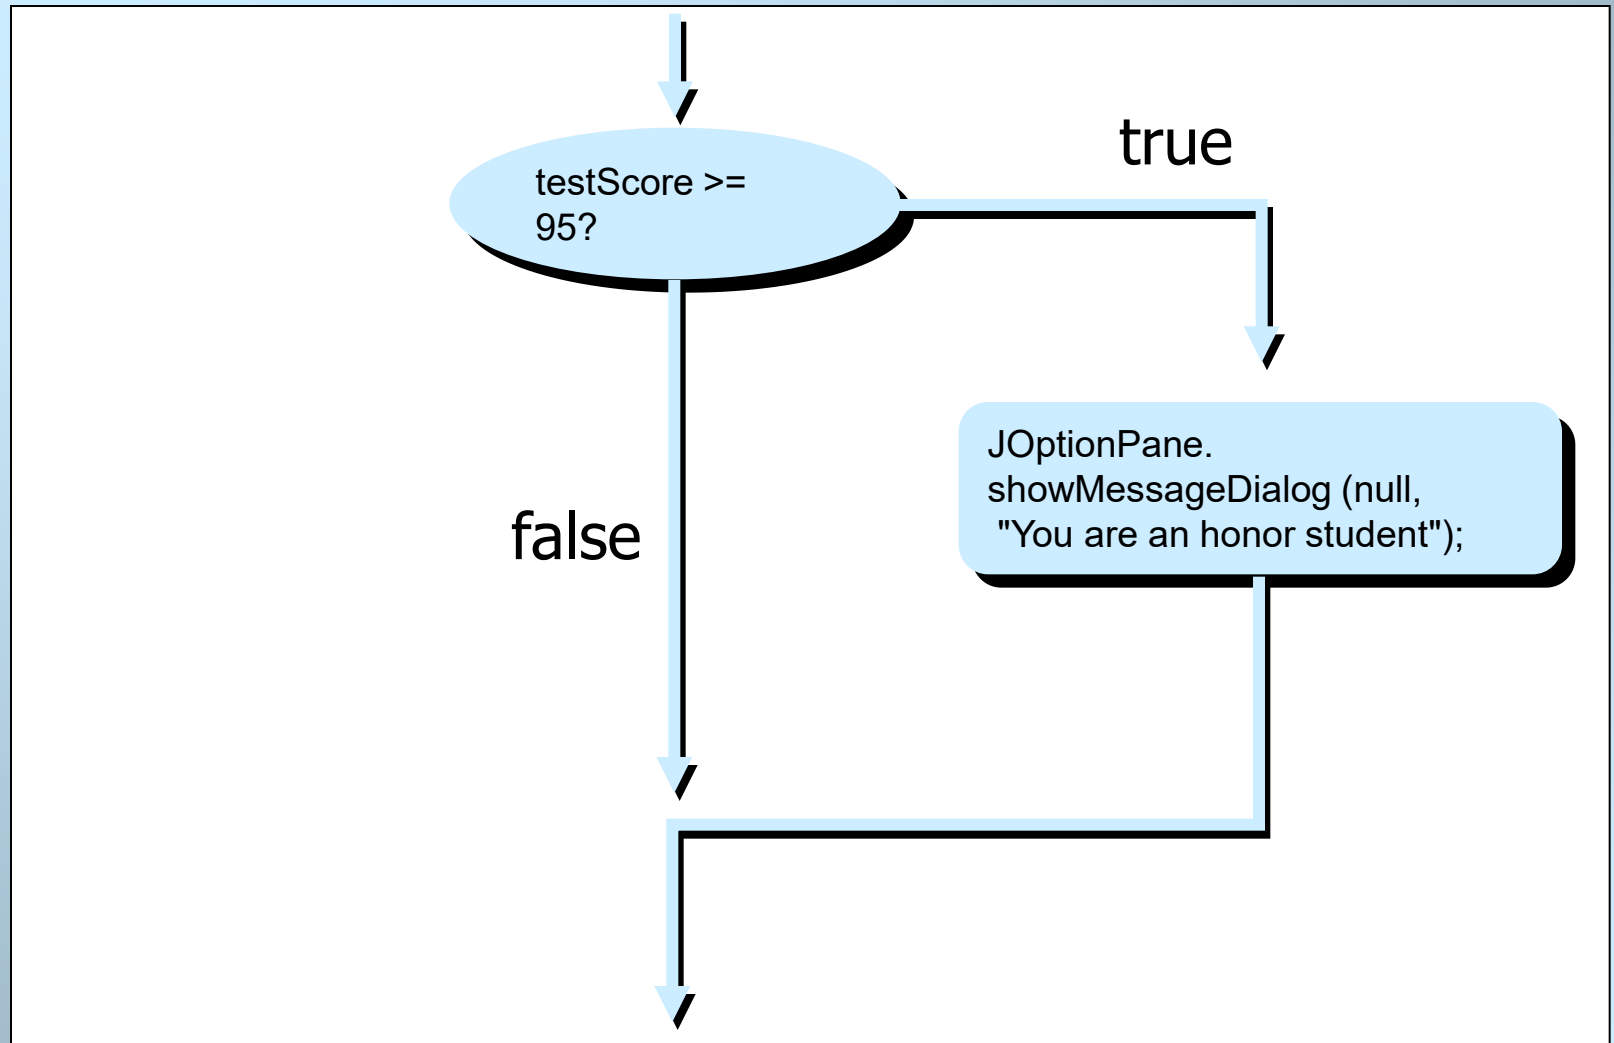 true
testScore >=
95?
JOptionPane.
showMessageDialog (null,
"You are an honor student");
false